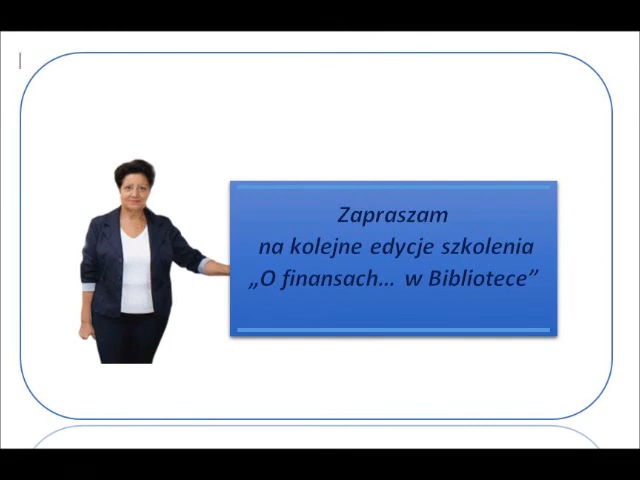 Zapraszam
na kolejne edycje szkolenia
„O finansach... w Bibliotece”